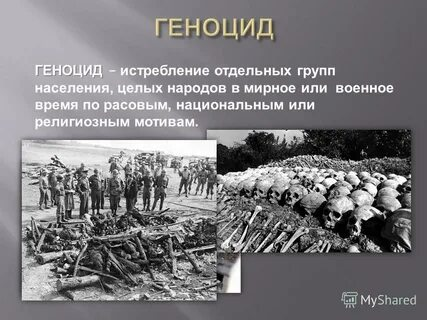 ГЕНОЦИД
ГЕНОЦИД – истребление отдельных групп
населения, целых народов в мирное или военное
время по расовым, национальным или
религиозным мотивам.
MyShared